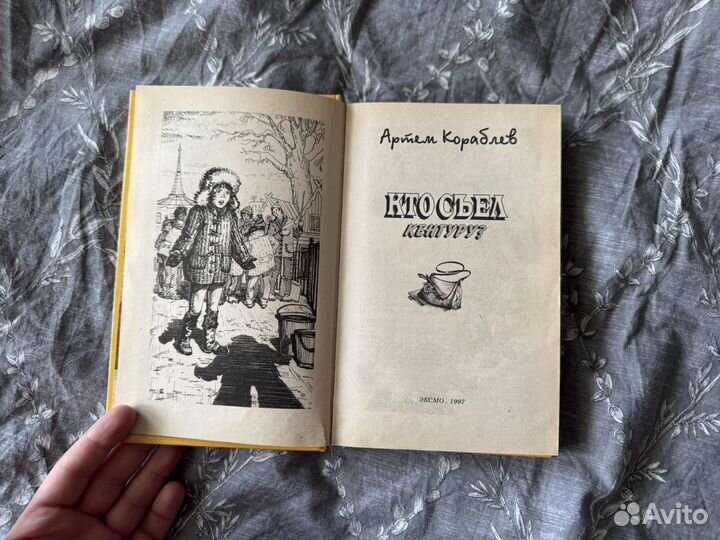 Артем Кораблев
КТО СЪЕЛ
КЕНГУРУ?
ЭКСМО 1997
Avito